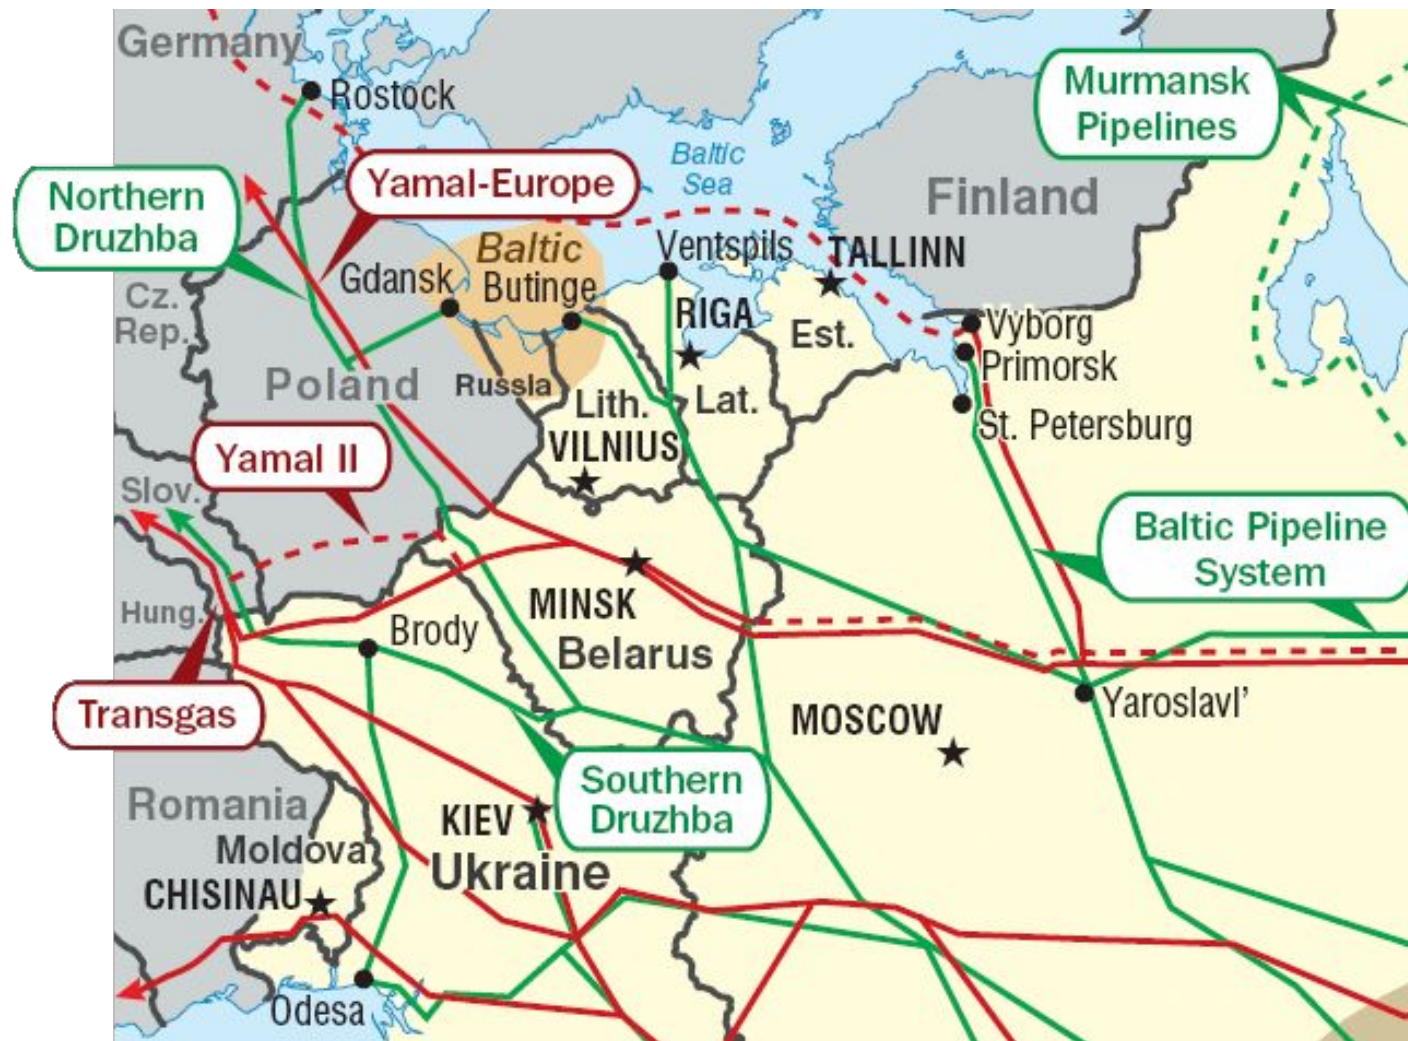 Germany
Rostock
Murmansk
Pipelines
Baltic
Sea
Finland
Northern
Druzhba
Yamal-Europe
Baltic
Ventspils
TALLINN
Gdansk
Butinge
Cz.
Rep.
RIGA
Est.
Vyborg
Primorsk
Poland
Russia
Lith.
Lat.
St. Petersburg
VILNIUS
Yamal II
Slov.
Baltic Pipeline
System
Hung.
MINSK
Brody
Belarus
Transgas
Yaroslavl’
MOSCOW
Southern
Druzhba
Romania
KIEV
Moldova
Ukraine
CHISINAU
Odesa